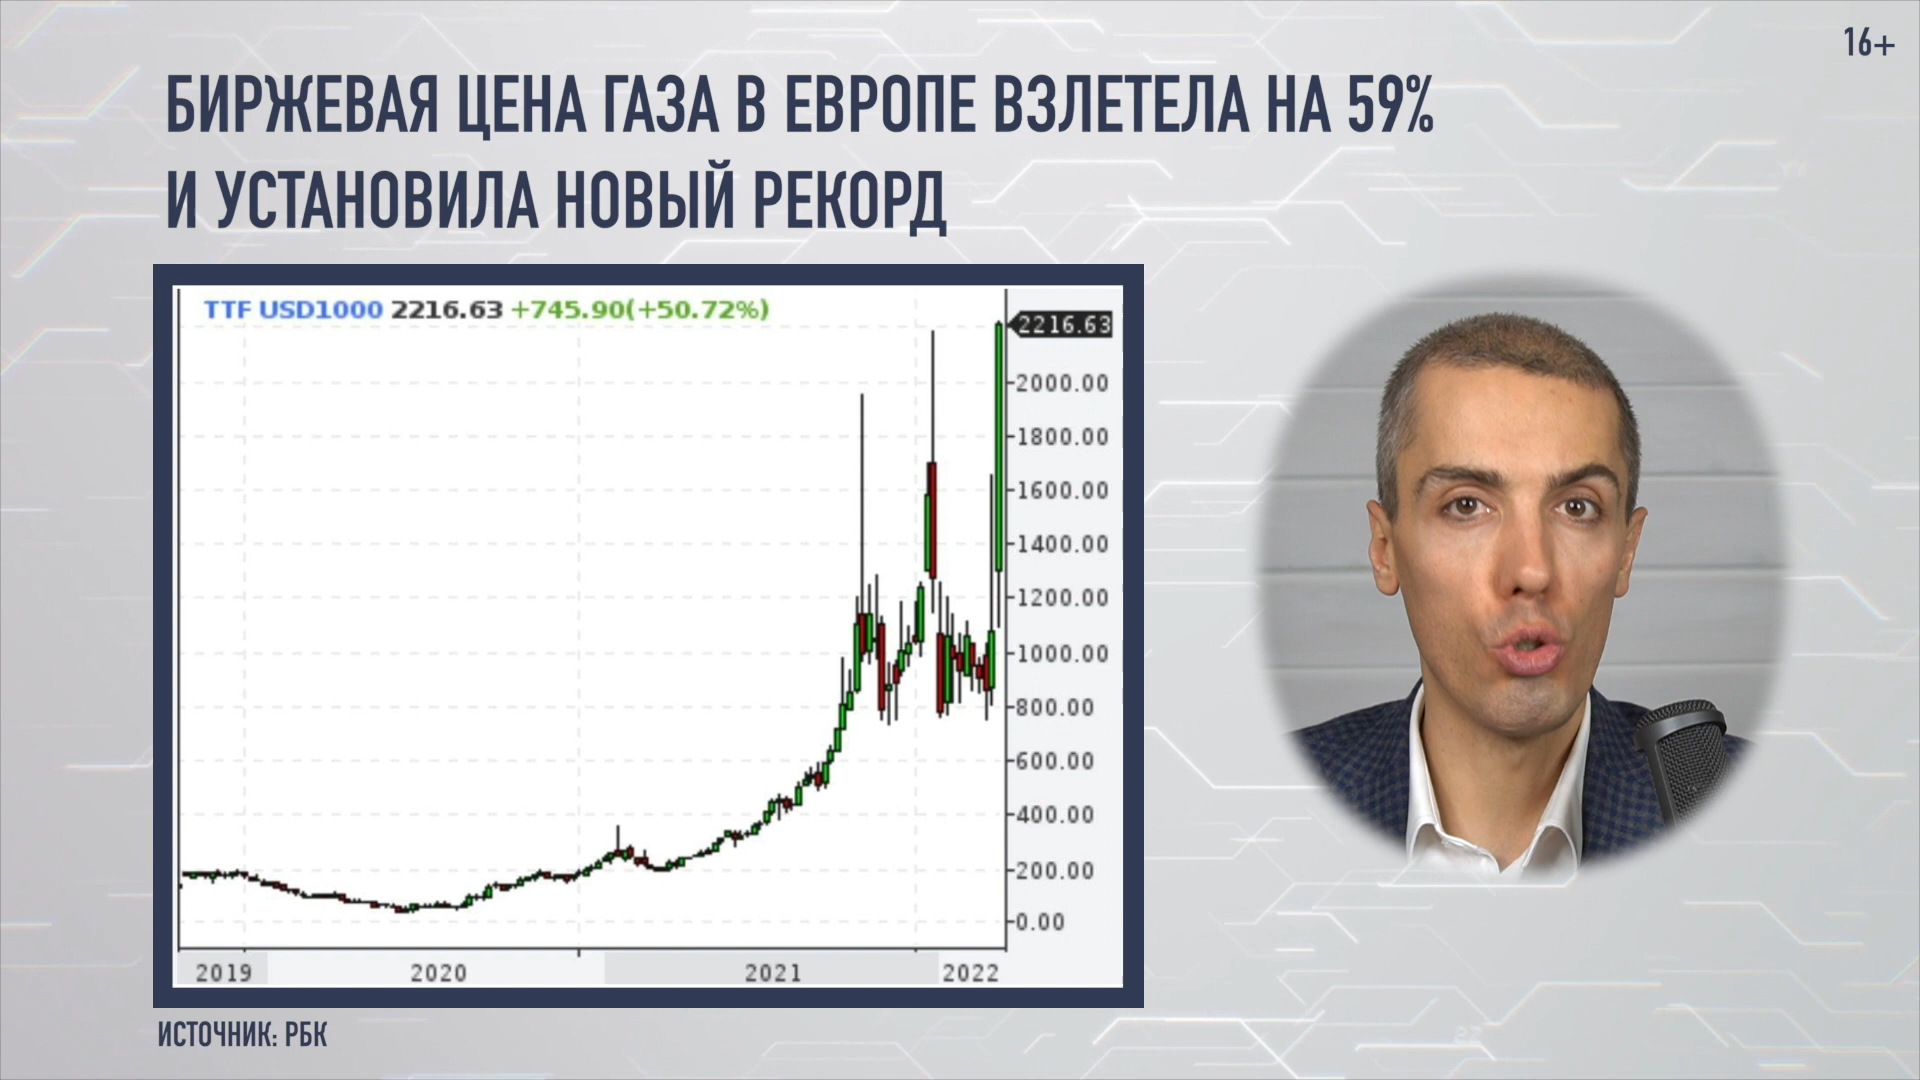 16+
БИРЖЕВАЯ ЦЕНА ГАЗА В ЕВРОПЕ ВЗЛЕТЕЛА НА 59%
И УСТАНОВИЛА НОВЫЙ РЕКОРД
TTF USD1000 2216.63 +745.90(+50.72%)
2216.63
2000.00
1800.00
1600.00
1400.00
1200.00
1000.00
800.00
600.00
400.00
200.00
0.00
2019 2020 2021 2022
ИСТОЧНИК: РБК